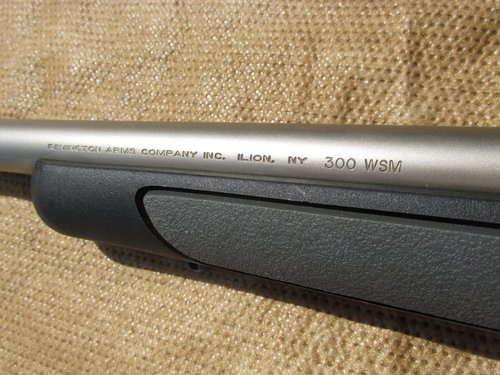 REMINGTON ARMS COMPANY INC. ILION, NY 300 WSM